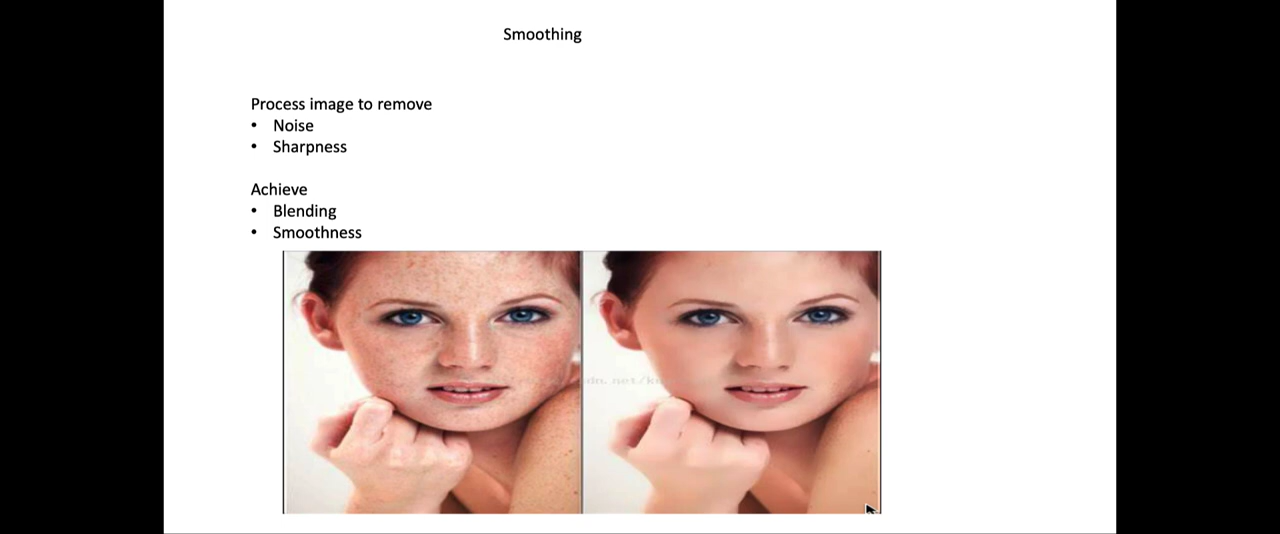 Smoothing
Process image to remove
• Noise
• Sharpness
Achieve
• Blending
• Smoothness